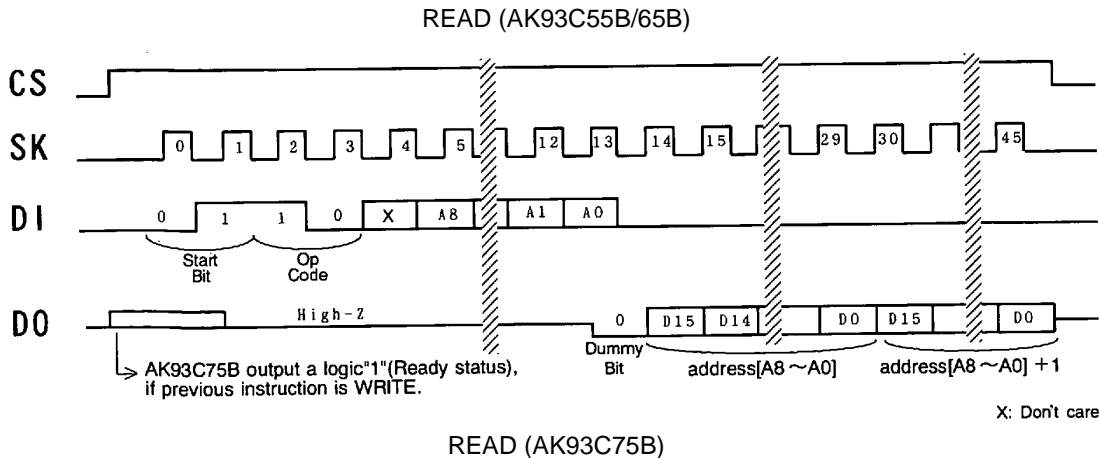 READ (AK93C55B/65B)
CS
SK 0 1 2 3 4 5 12 13 14 15 29 30 45
DI 0 1 1 0 X A8 A1 A0
Start Bit
Op Code
DO High-Z 0 D15 D14 D0 D15 D0
Dummy Bit
address[A8 ~ A0] address[A8 ~ A0] +1
AK93C75B output a logic"1"(Ready status),
if previous instruction is WRITE.
X: Don't care
READ (AK93C75B)